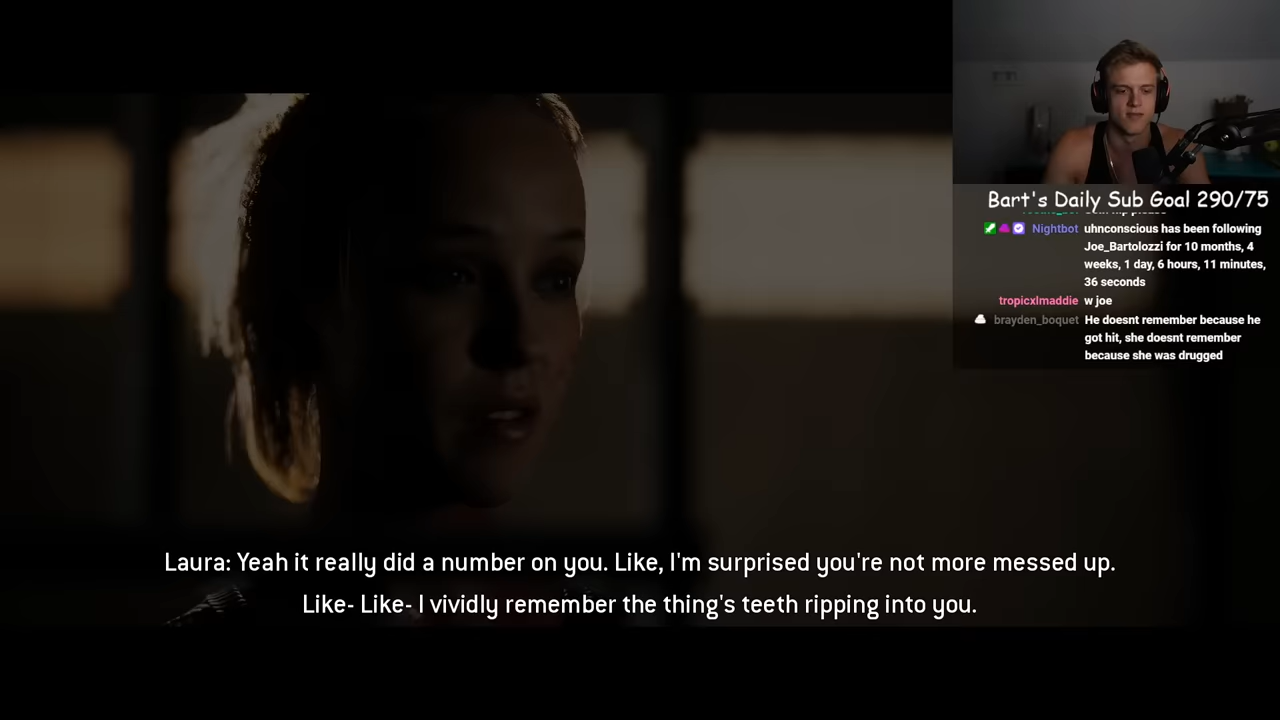 Bart's Daily Sub Goal 290/75
Nightbot uhnconscious has been following
Joe_Bartolozzi for 10 months, 4
weeks, 1 day, 6 hours, 11 minutes,
36 seconds
tropicxlmaddie w joe
brayden_boquet He doesnt remember because he
got hit, she doesnt remember
because she was drugged
Laura: Yeah it really did a number on you. Like, I'm surprised you're not more messed up.
Like- Like- I vividly remember the thing's teeth ripping into you.